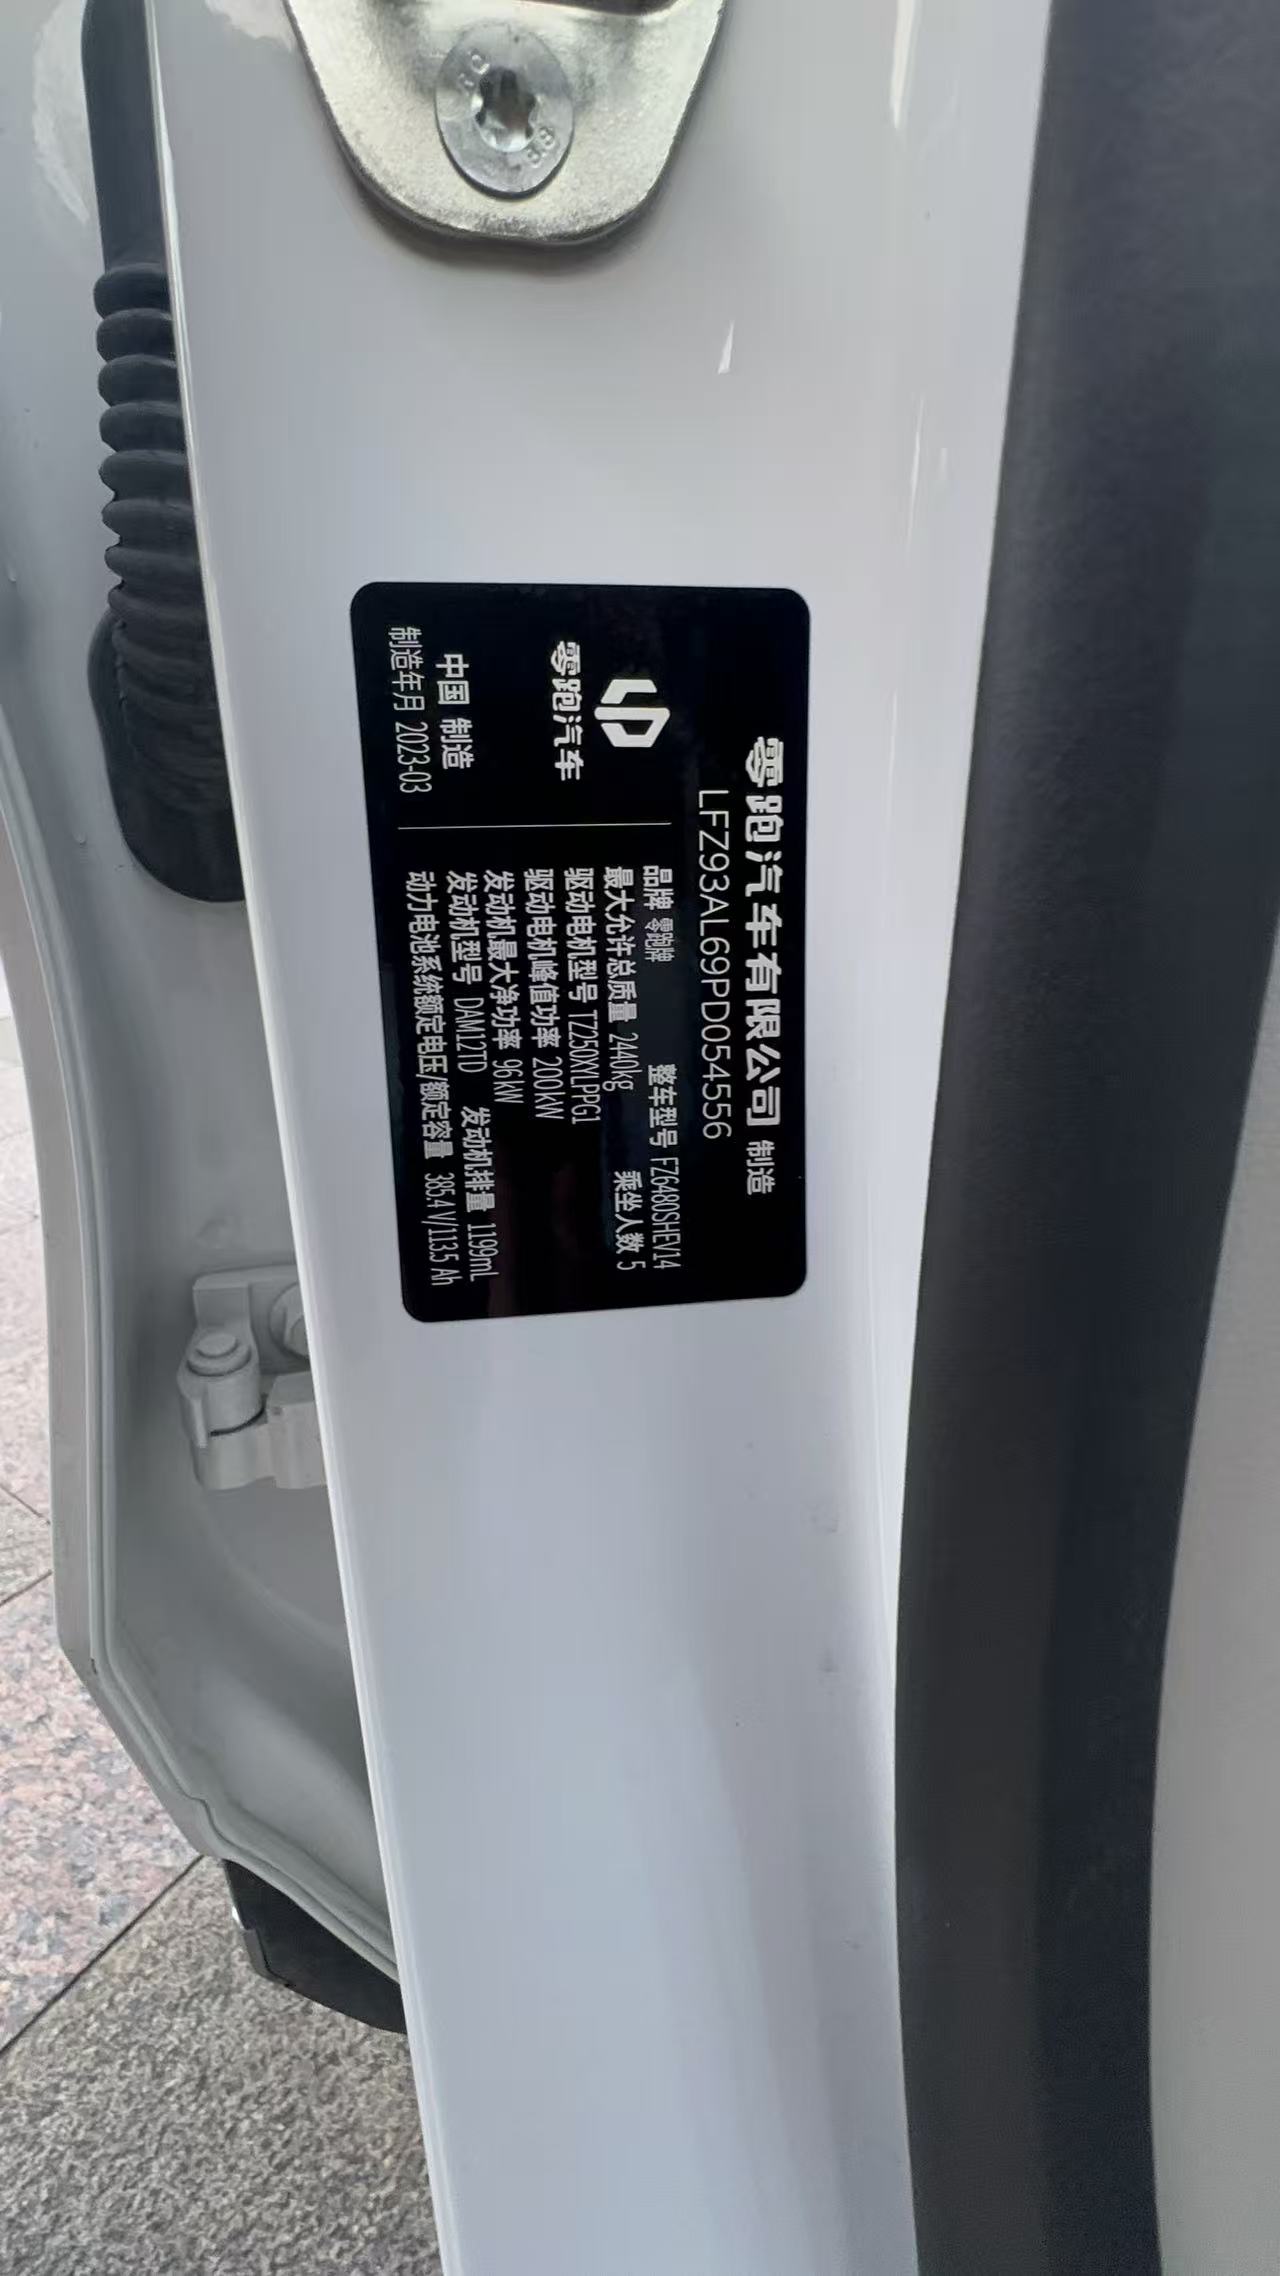 零跑汽车有限公司 制造
LFZ93AL69PD054556
零跑汽车
中国 制造
制造年月 2023-03
品牌 零跑牌 整车型号 FZ6480SHEV14
最大允许总质量 2440kg 乘坐人数 5
驱动电机型号 TZ250XYLPPG1
驱动电机峰值功率 200kW
发动机最大净功率 96kW
发动机型号 DAM12TD 发动机排量 1199mL
动力电池系统额定电压/额定容量 385.4V/113.5 Ah